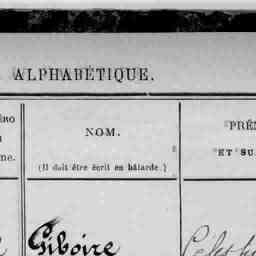 ALPHABÉTIQUE.
NOM.
(Il doit être écrit en bâtarde.)
PRÉ
ET SU
Giboire